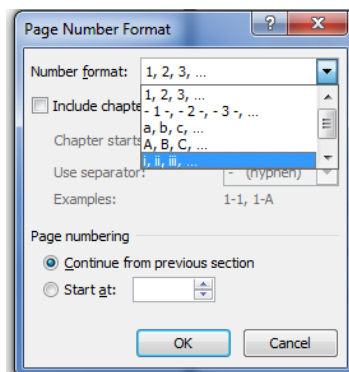 Page Number Format
Number format: 1, 2, 3, ...
1, 2, 3, ...
Include chapte
- 1 -, - 2 -, - 3 -, ...
a, b, c, ...
Chapter starts
A, B, C, ...
i, ii, iii, ...
Use separator: - (hyphen)
Examples: 1-1, 1-A
Page numbering
Continue from previous section
Start at:
OK Cancel